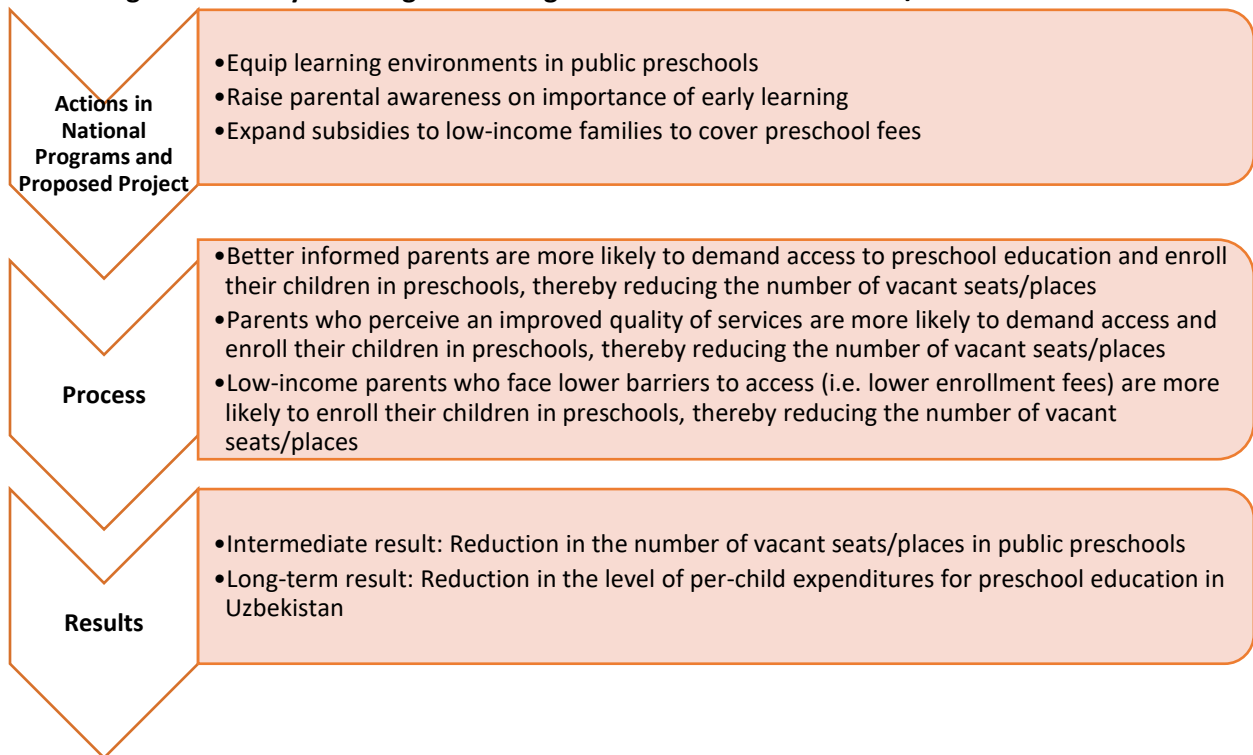 Actions in
National
Programs and
Proposed Project
•Equip learning environments in public preschools
•Raise parental awareness on importance of early learning
•Expand subsidies to low-income families to cover preschool fees
Process
•Better informed parents are more likely to demand access to preschool education and enroll
their children in preschools, thereby reducing the number of vacant seats/places
•Parents who perceive an improved quality of services are more likely to demand access and
enroll their children in preschools, thereby reducing the number of vacant seats/places
•Low-income parents who face lower barriers to access (i.e. lower enrollment fees) are more
likely to enroll their children in preschools, thereby reducing the number of vacant
seats/places
Results
•Intermediate result: Reduction in the number of vacant seats/places in public preschools
•Long-term result: Reduction in the level of per-child expenditures for preschool education in
Uzbekistan